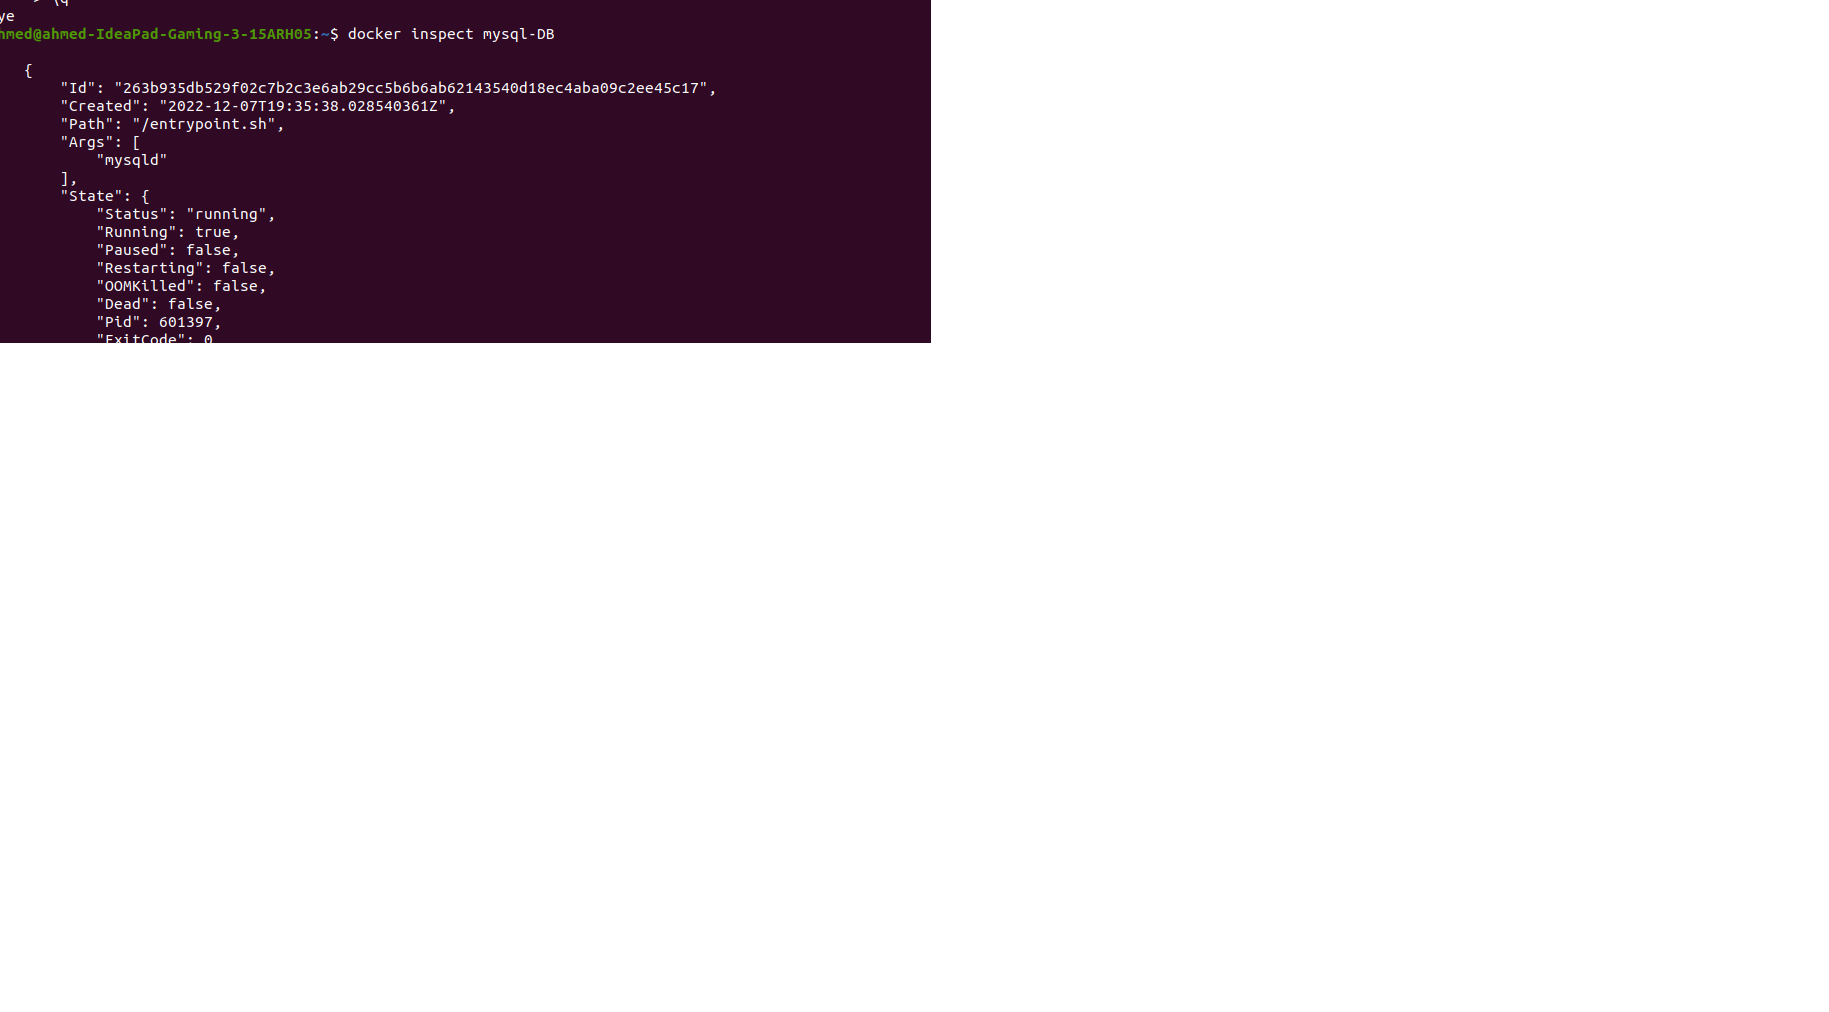 ye
hmed@ahmed-IdeaPad-Gaming-3-15ARH05:~$ docker inspect mysql-DB
{
"Id": "263b935db529f02c7b2c3e6ab29cc5b6b6ab62143540d18ec4aba09c2ee45c17",
"Created": "2022-12-07T19:35:38.028540361Z",
"Path": "/entrypoint.sh",
"Args": [
"mysqld"
],
"State": {
"Status": "running",
"Running": true,
"Paused": false,
"Restarting": false,
"OOMKilled": false,
"Dead": false,
"Pid": 601397,
"ExitCode": 0